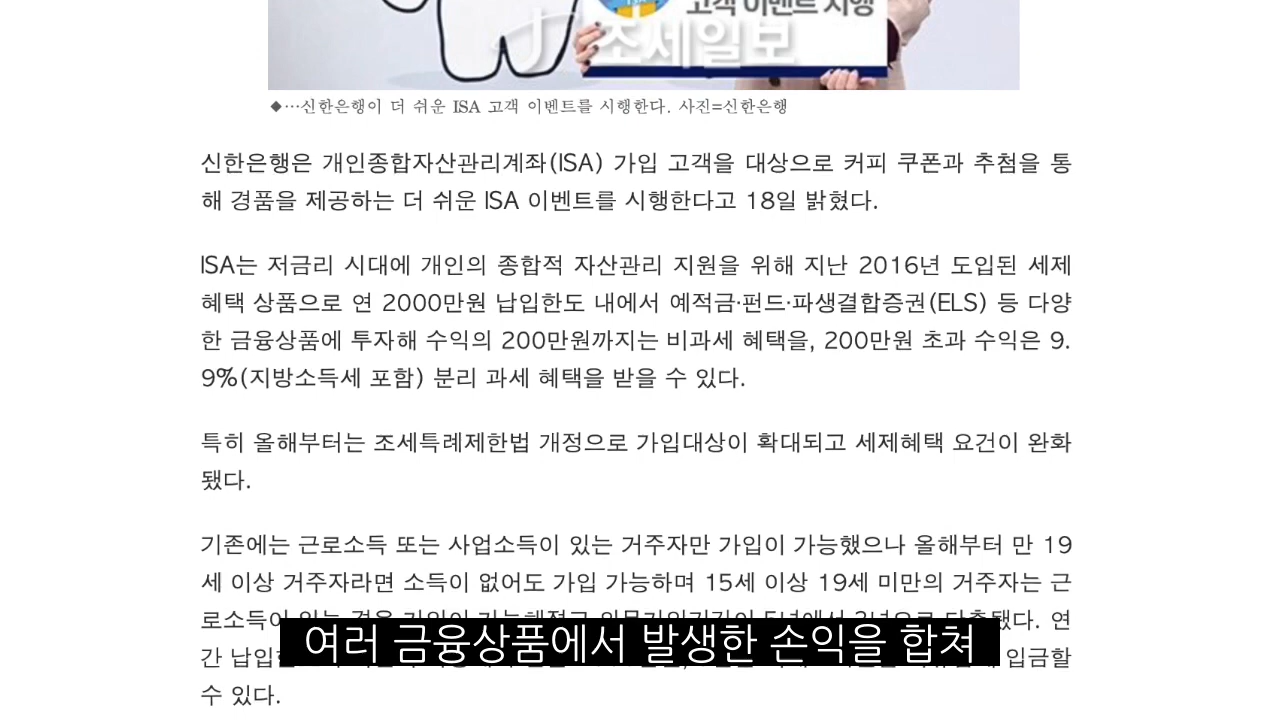 고객 이벤트 시행
조세일보
◆…신한은행이 더 쉬운 ISA 고객 이벤트를 시행한다. 사진=신한은행
신한은행은 개인종합자산관리계좌(ISA) 가입 고객을 대상으로 커피 쿠폰과 추첨을 통
해 경품을 제공하는 더 쉬운 ISA 이벤트를 시행한다고 18일 밝혔다.
ISA는 저금리 시대에 개인의 종합적 자산관리 지원을 위해 지난 2016년 도입된 세제
혜택 상품으로 연 2000만원 납입한도 내에서 예적금·펀드·파생결합증권(ELS) 등 다양
한 금융상품에 투자해 수익의 200만원까지는 비과세 혜택을, 200만원 초과 수익은 9.
9%(지방소득세 포함) 분리 과세 혜택을 받을 수 있다.
특히 올해부터는 조세특례제한법 개정으로 가입대상이 확대되고 세제혜택 요건이 완화
됐다.
기존에는 근로소득 또는 사업소득이 있는 거주자만 가입이 가능했으나 올해부터 만 19
세 이상 거주자라면 소득이 없어도 가입 가능하며 15세 이상 19세 미만의 거주자는 근
로소득이 단축됐다. 연
여러 금융상품에서 발생한 손익을 합쳐
간 납입 입금할
수 있다.